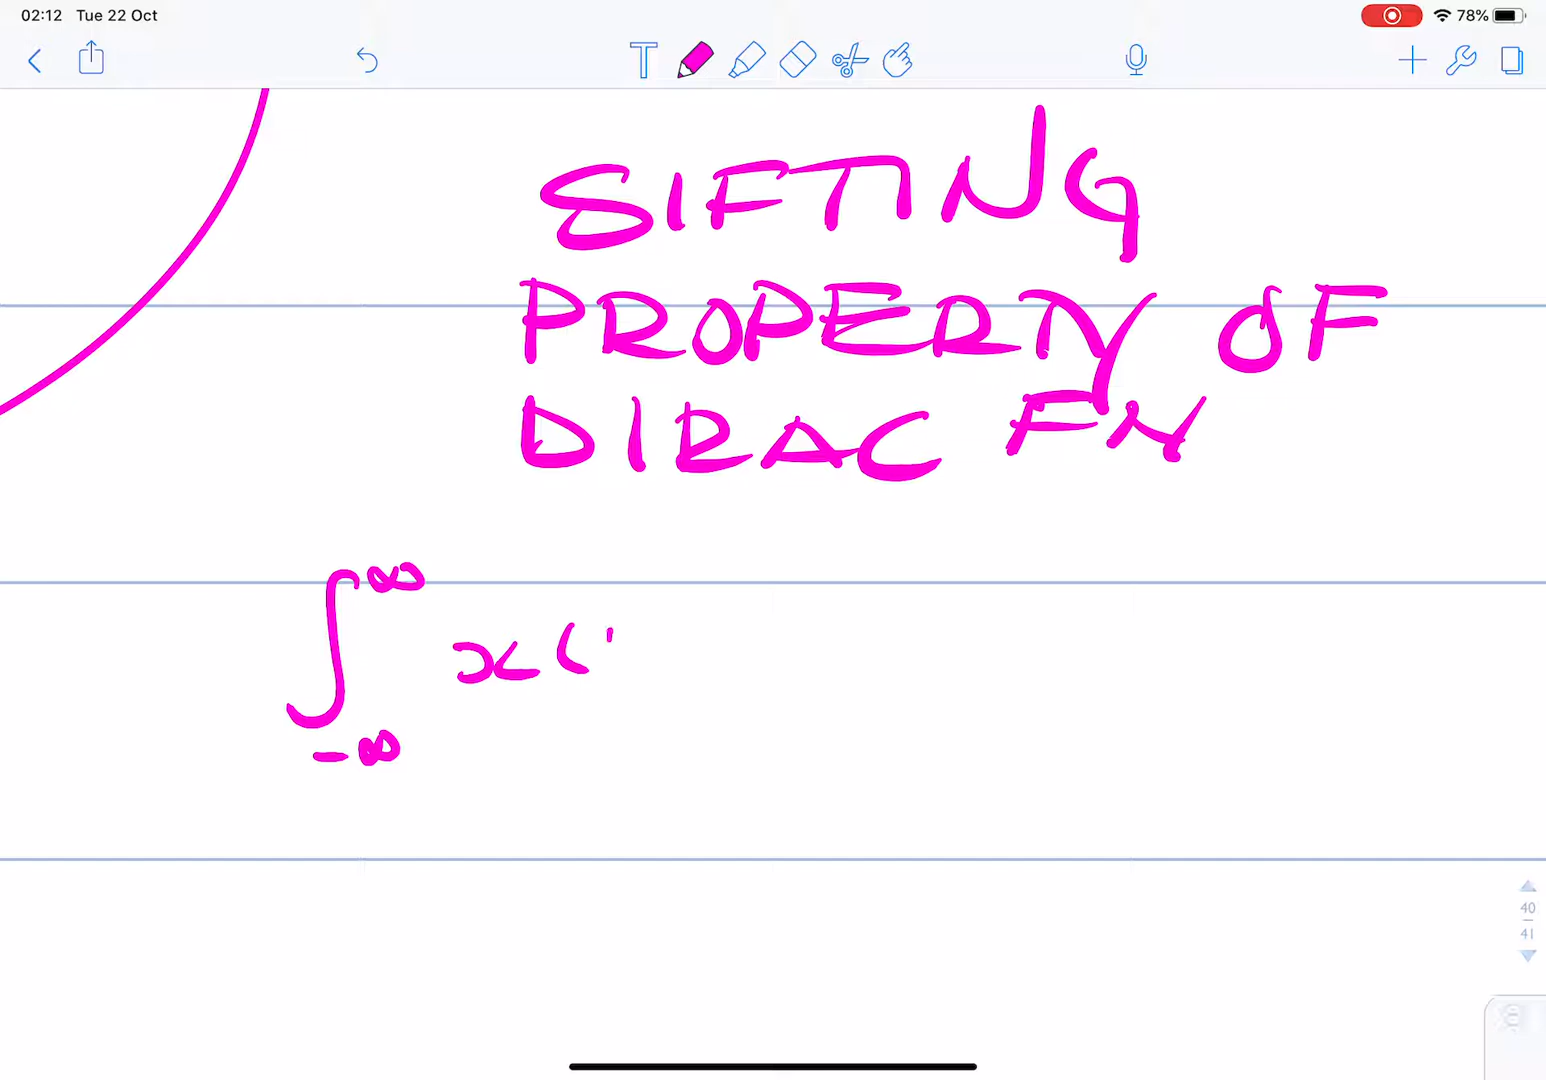 02:12 Tue 22 Oct 78%
T
SIFTING
PROPERTY OF
DIRAC FN
∞
∫ x('
-∞
40
41